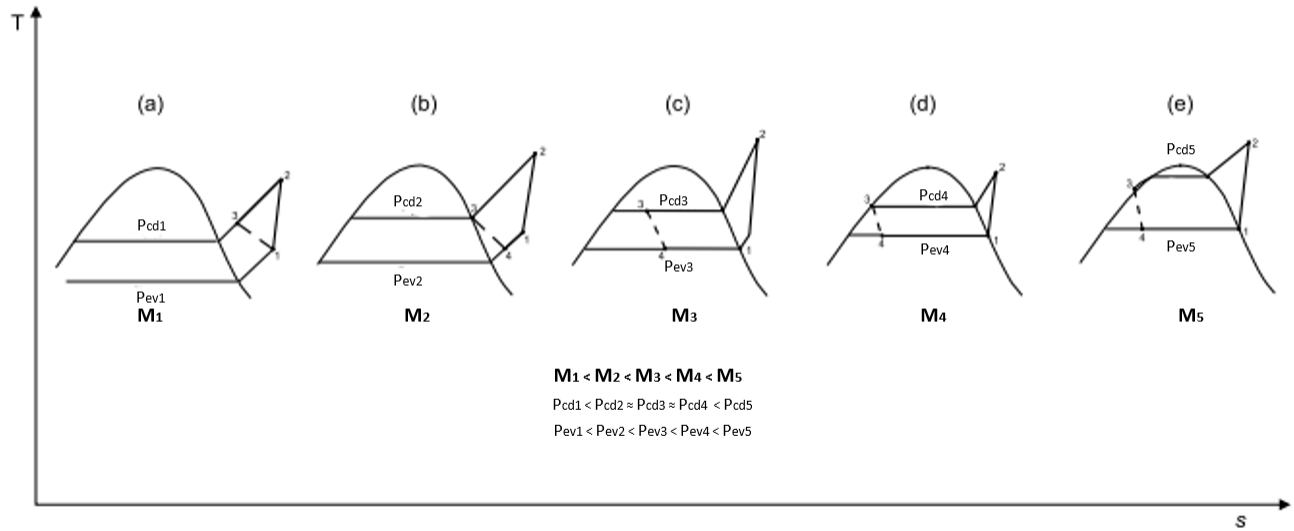 T
(a) (b) (c) (d) (e)
2 2 2 2 Pcd5 2
Pcd1 3 1
Pcd2 3 4 1
3 Pcd3 4 1
3 Pcd4 4 1
3 4 1
Pev1 Pev2 Pev3 Pev4 Pev5
M1 M2 M3 M4 M5
M1 < M2 < M3 < M4 < M5
Pcd1 < Pcd2 ≈ Pcd3 ≈ Pcd4 < Pcd5
Pev1 < Pev2 < Pev3 < Pev4 < Pev5
s